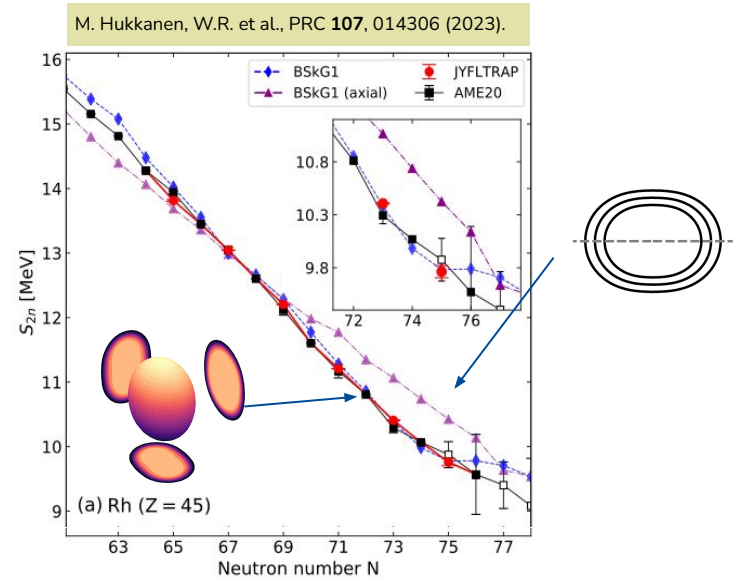 M. Hukkanen, W.R. et al., PRC 107, 014306 (2023).
BSkG1
BSkG1 (axial)
JYFLTRAP
AME20
16
15
14
13
12
11
10
9
S2n [MeV]
10.8
10.3
9.8
72 74 76
(a) Rh (Z = 45)
63 65 67 69 71 73 75 77
Neutron number N